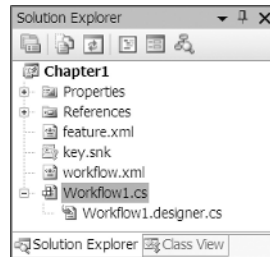 Solution Explorer
Chapter1
Properties
References
feature.xml
key.snk
workflow.xml
Workflow1.cs
Workflow1.designer.cs
Solution Explorer Class View